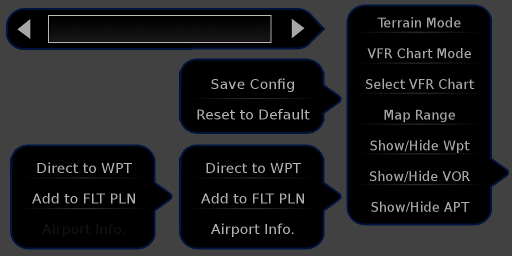 Terrain Mode
VFR Chart Mode
Select VFR Chart
Map Range
Show/Hide Wpt
Show/Hide VOR
Show/Hide APT
Save Config
Reset to Default
Direct to WPT
Add to FLT PLN
Airport Info.
Direct to WPT
Add to FLT PLN
Airport Info.